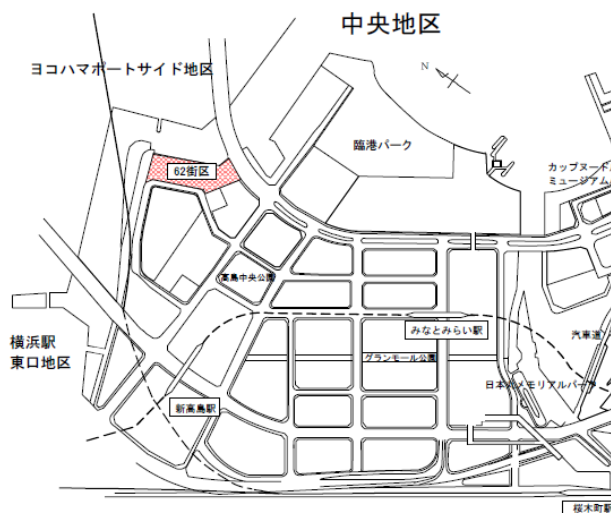 中央地区
ヨコハマポートサイド地区
N
臨港パーク
62街区
カップヌードル
ミュージアム
高島中央公園
みなとみらい駅
横浜駅
東口地区
汽車道
グランモール公園
日本丸メモリアルパーク
新高島駅
桜木町駅